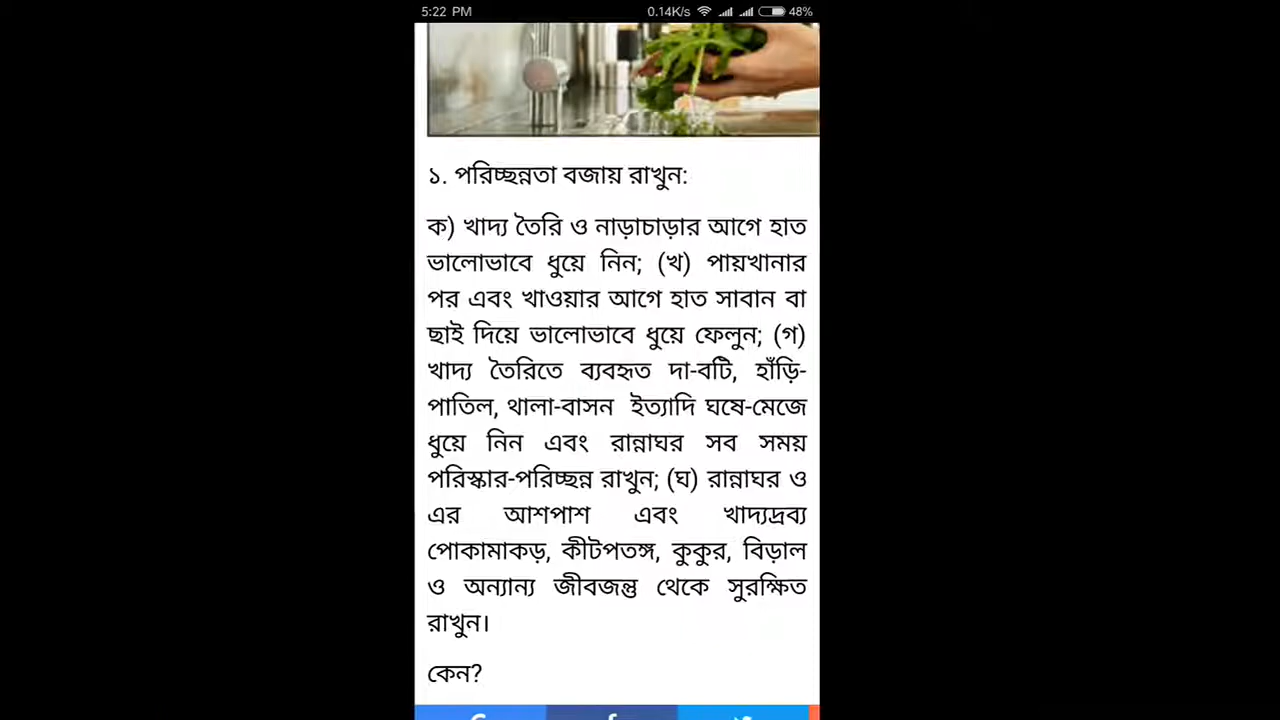 5:22 PM 0.14K/s 48%
১. পরিচ্ছন্নতা বজায় রাখুন:
ক) খাদ্য তৈরি ও নাড়াচাড়ার আগে হাত
ভালোভাবে ধুয়ে নিন; (খ) পায়খানার
পর এবং খাওয়ার আগে হাত সাবান বা
ছাই দিয়ে ভালোভাবে ধুয়ে ফেলুন; (গ)
খাদ্য তৈরিতে ব্যবহৃত দা-বটি, হাঁড়ি-
পাতিল, থালা-বাসন ইত্যাদি ঘষে-মেজে
ধুয়ে নিন এবং রান্নাঘর সব সময়
পরিস্কার-পরিচ্ছন্ন রাখুন; (ঘ) রান্নাঘর ও
এর আশপাশ এবং খাদ্যদ্রব্য
পোকামাকড়, কীটপতঙ্গ, কুকুর, বিড়াল
ও অন্যান্য জীবজন্তু থেকে সুরক্ষিত
রাখুন।
কেন?